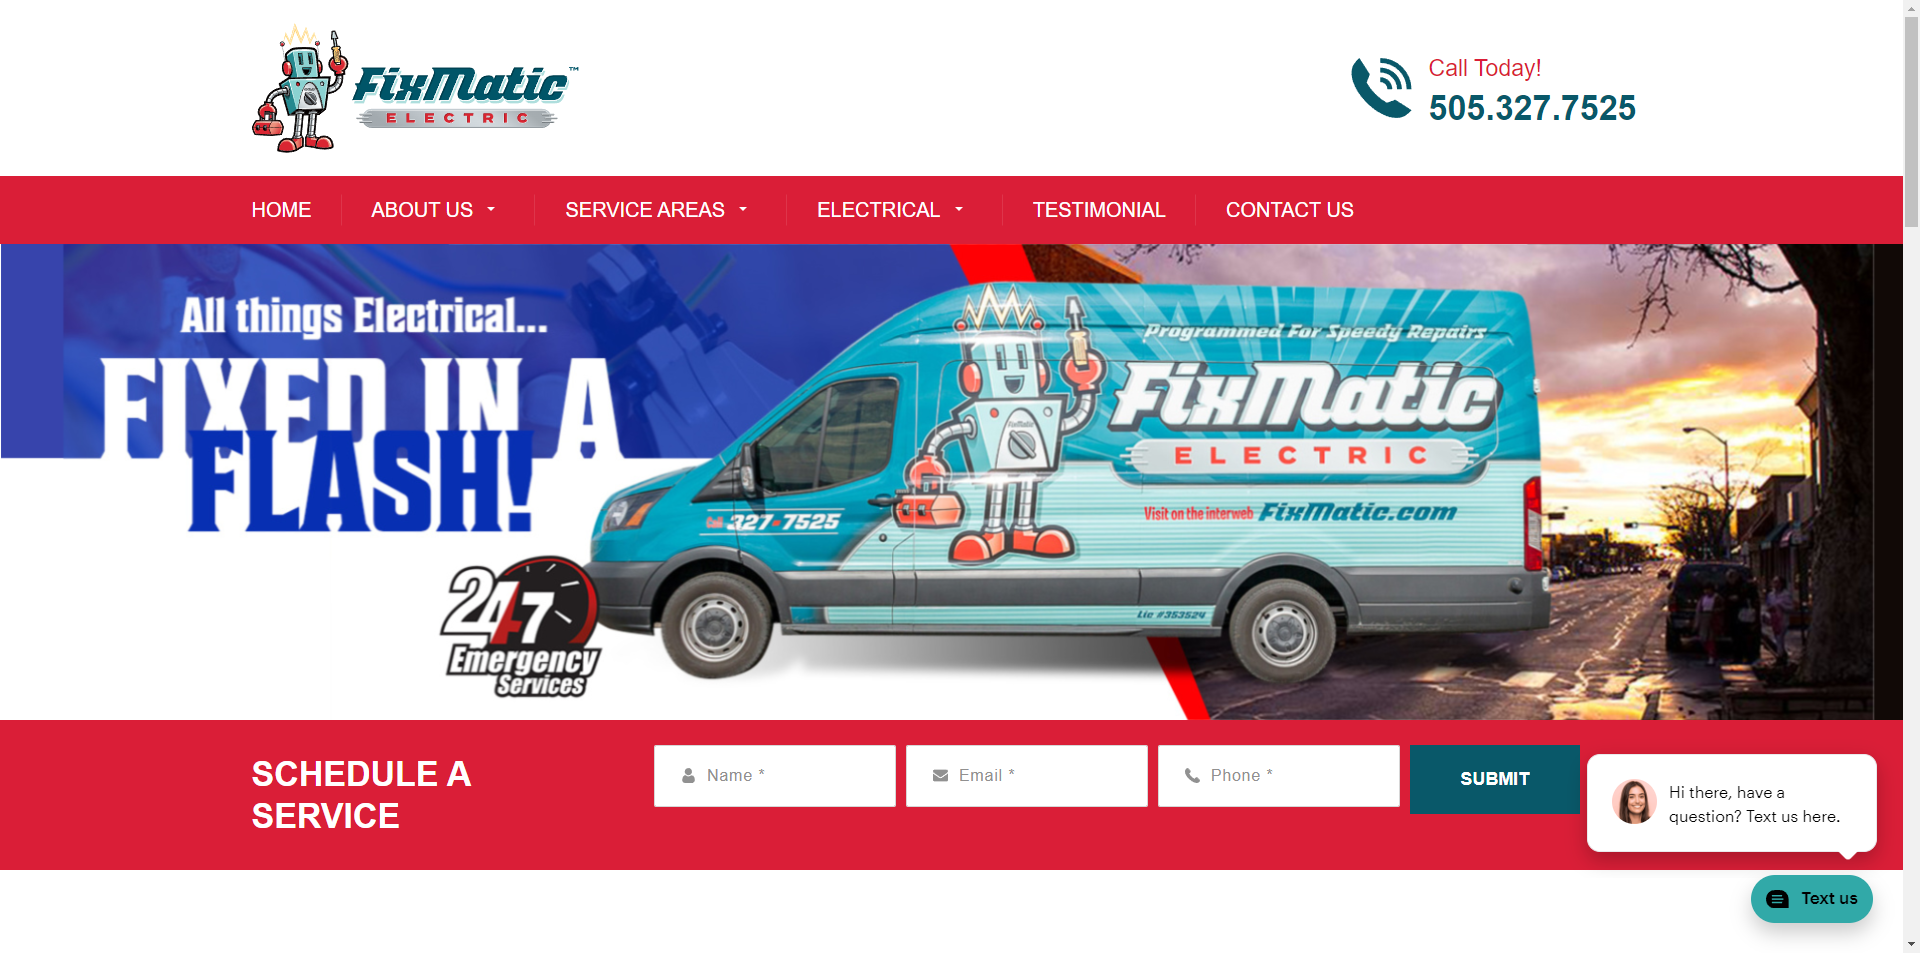 FixMatic™
ELECTRIC
Call Today!
505.327.7525
HOME
ABOUT US
SERVICE AREAS
ELECTRICAL
TESTIMONIAL
CONTACT US
All things Electrical...
FIXED IN A
FLASH!
24/7
Emergency
Services
Programmed For Speedy Repairs
FixMatic
ELECTRIC
FixMatic
Visit on the interweb FixMatic.com
Call 327-7525
Lic #353524
SCHEDULE A
SERVICE
Name *
Email *
Phone *
SUBMIT
Hi there, have a
question? Text us here.
Text us